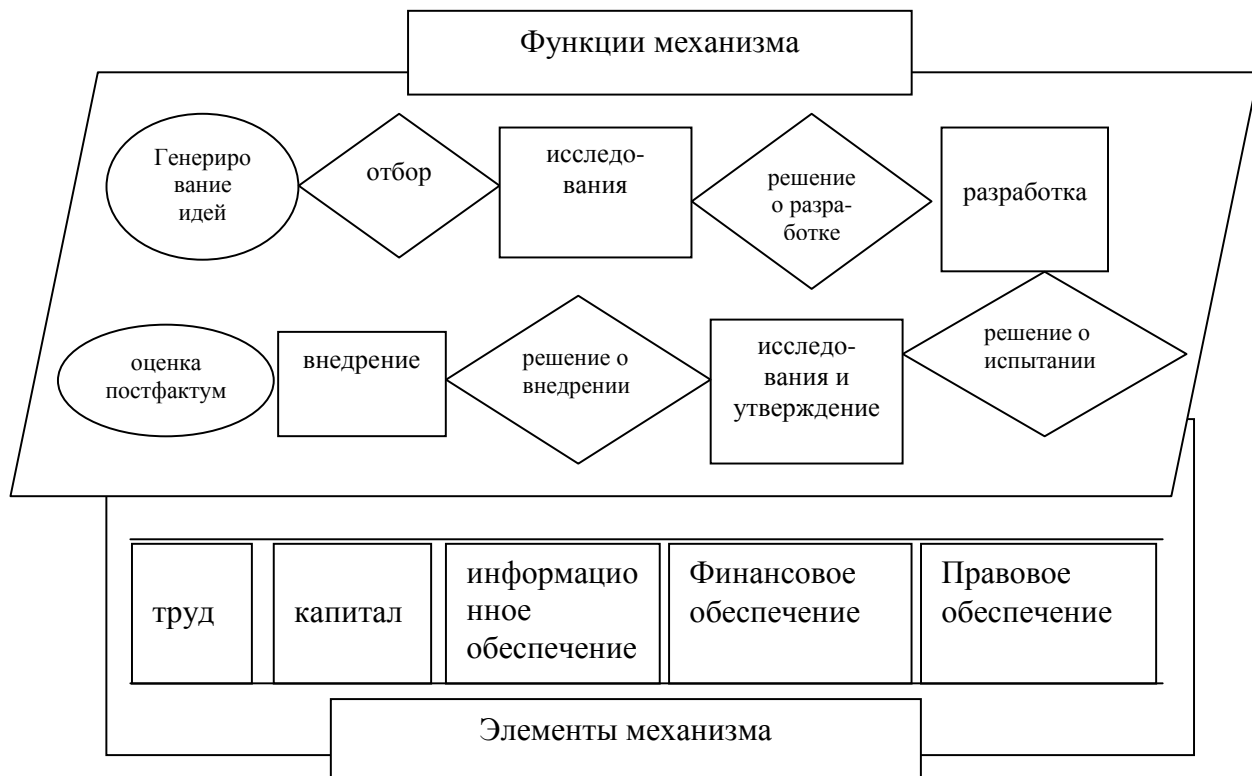 Функции механизма
Генериро
вание
идей
отбор
исследо-
вания
решение
о разра-
ботке
разработка
оценка
постфактум
внедрение
решение о
внедрении
исследо-
вания и
утверждение
решение о
испытании
труд
капитал
информацио
нное
обеспечение
Финансовое
обеспечение
Правовое
обеспечение
Элементы механизма